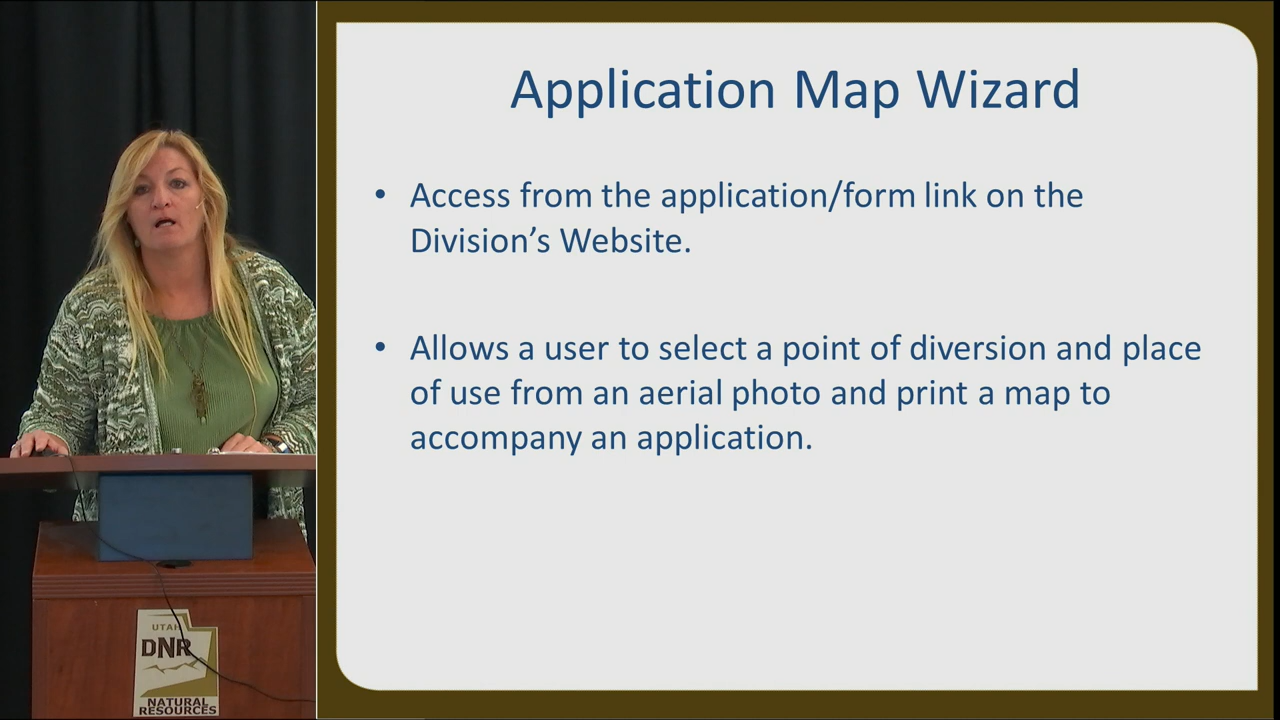 Application Map Wizard
• Access from the application/form link on the
Division's Website.
• Allows a user to select a point of diversion and place
of use from an aerial photo and print a map to
accompany an application.
UTAH
DNR
NATURAL
RESOURCES